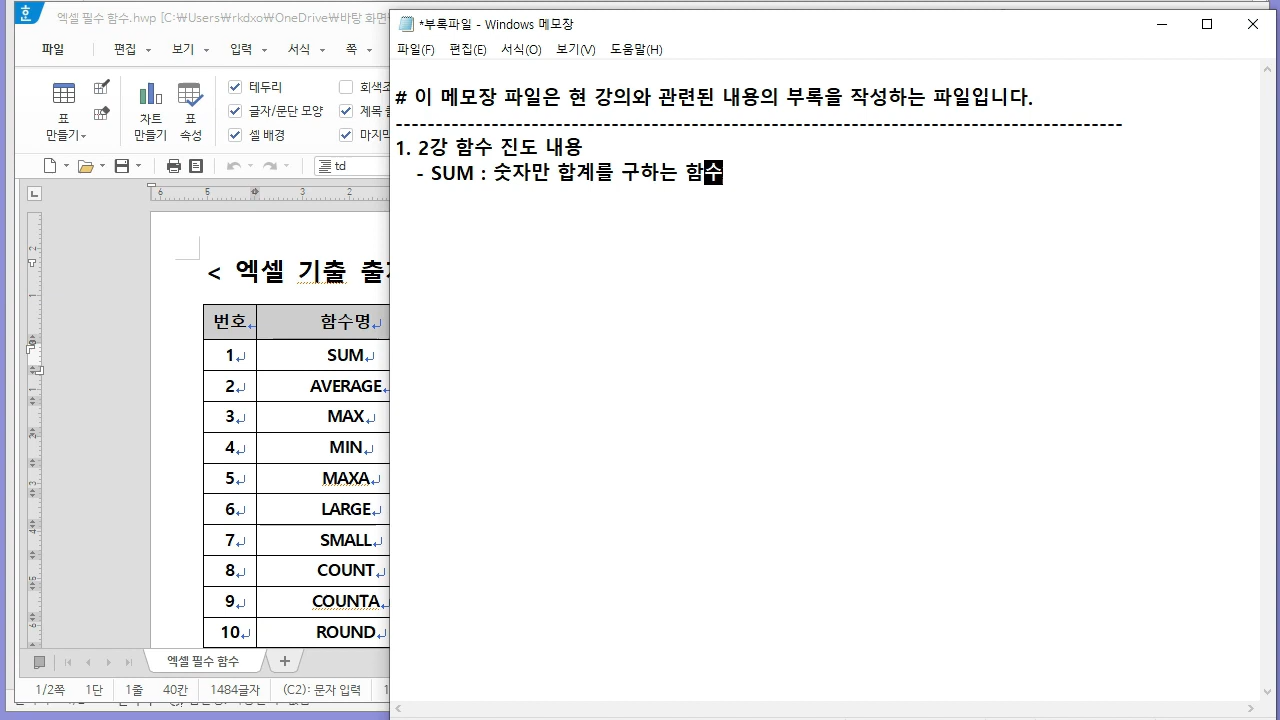 엑셀 필수 함수.hwp [C:₩Users₩rkdxo₩OneDrive₩바탕 화면
파일 편집 보기 입력 서식 쪽
표 만들기
차트 만들기
표 속성
테두리
글자/문단 모양
셀 배경
회색조
제목
마지막
td
6 5 3 2
< 엑셀 기출 출
번호 함수명
1 SUM
2 AVERAGE
3 MAX
4 MIN
5 MAXA
6 LARGE
7 SMALL
8 COUNT
9 COUNTA
10 ROUND
엑셀 필수 함수
1/2쪽 1단 1줄 40칸 1484글자 (C2): 문자 입력
*부록파일 - Windows 메모장
파일(F) 편집(E) 서식(O) 보기(V) 도움말(H)
# 이 메모장 파일은 현 강의와 관련된 내용의 부록을 작성하는 파일입니다.
--------------------------------------------------------------------------------------------
1. 2강 함수 진도 내용
- SUM : 숫자만 합계를 구하는 함수